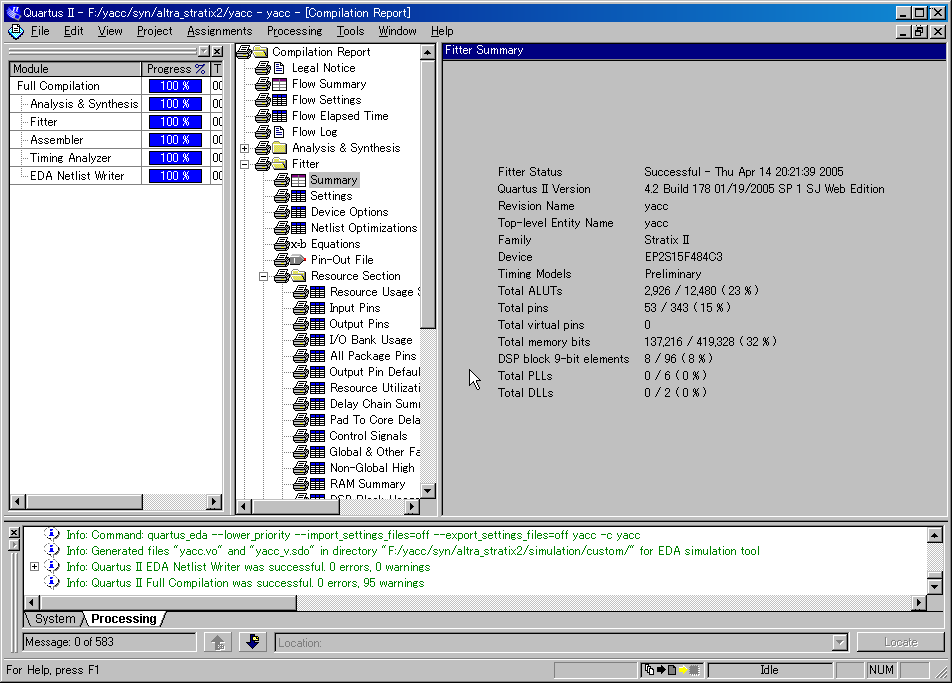 Quartus II - F:/yacc/syn/altra_stratix2/yacc - yacc - [Compilation Report]
File Edit View Project Assignments Processing Tools Window Help
Module Progress % T
Full Compilation 100 % 00
Analysis & Synthesis 100 % 00
Fitter 100 % 00
Assembler 100 % 00
Timing Analyzer 100 % 00
EDA Netlist Writer 100 % 00
Compilation Report
Legal Notice
Flow Summary
Flow Settings
Flow Elapsed Time
Flow Log
Analysis & Synthesis
Fitter
Summary
Settings
Device Options
Netlist Optimizations
x-b Equations
Pin-Out File
Resource Section
Resource Usage S
Input Pins
Output Pins
I/O Bank Usage
All Package Pins
Output Pin Defaul
Resource Utilizati
Delay Chain Summ
Pad To Core Dela
Control Signals
Global & Other Fa
Non-Global High
RAM Summary
DSP Block Usage
Fitter Summary
Fitter Status Successful - Thu Apr 14 20:21:39 2005
Quartus II Version 4.2 Build 178 01/19/2005 SP 1 SJ Web Edition
Revision Name yacc
Top-level Entity Name yacc
Family Stratix II
Device EP2S15F484C3
Timing Models Preliminary
Total ALUTs 2,926 / 12,480 ( 23 % )
Total pins 53 / 343 ( 15 % )
Total virtual pins 0
Total memory bits 137,216 / 419,328 ( 32 % )
DSP block 9-bit elements 8 / 96 ( 8 % )
Total PLLs 0 / 6 ( 0 % )
Total DLLs 0 / 2 ( 0 % )
Info: Command: quartus_eda --lower_priority --import_settings_files=off --export_settings_files=off yacc -c yacc
Info: Generated files "yacc.vo" and "yacc_v.sdo" in directory "F:/yacc/syn/altra_stratix2/simulation/custom/" for EDA simulation tool
Info: Quartus II EDA Netlist Writer was successful. 0 errors, 0 warnings
Info: Quartus II Full Compilation was successful. 0 errors, 95 warnings
System Processing
Message: 0 of 583 Location: Locate
For Help, press F1 Idle NUM